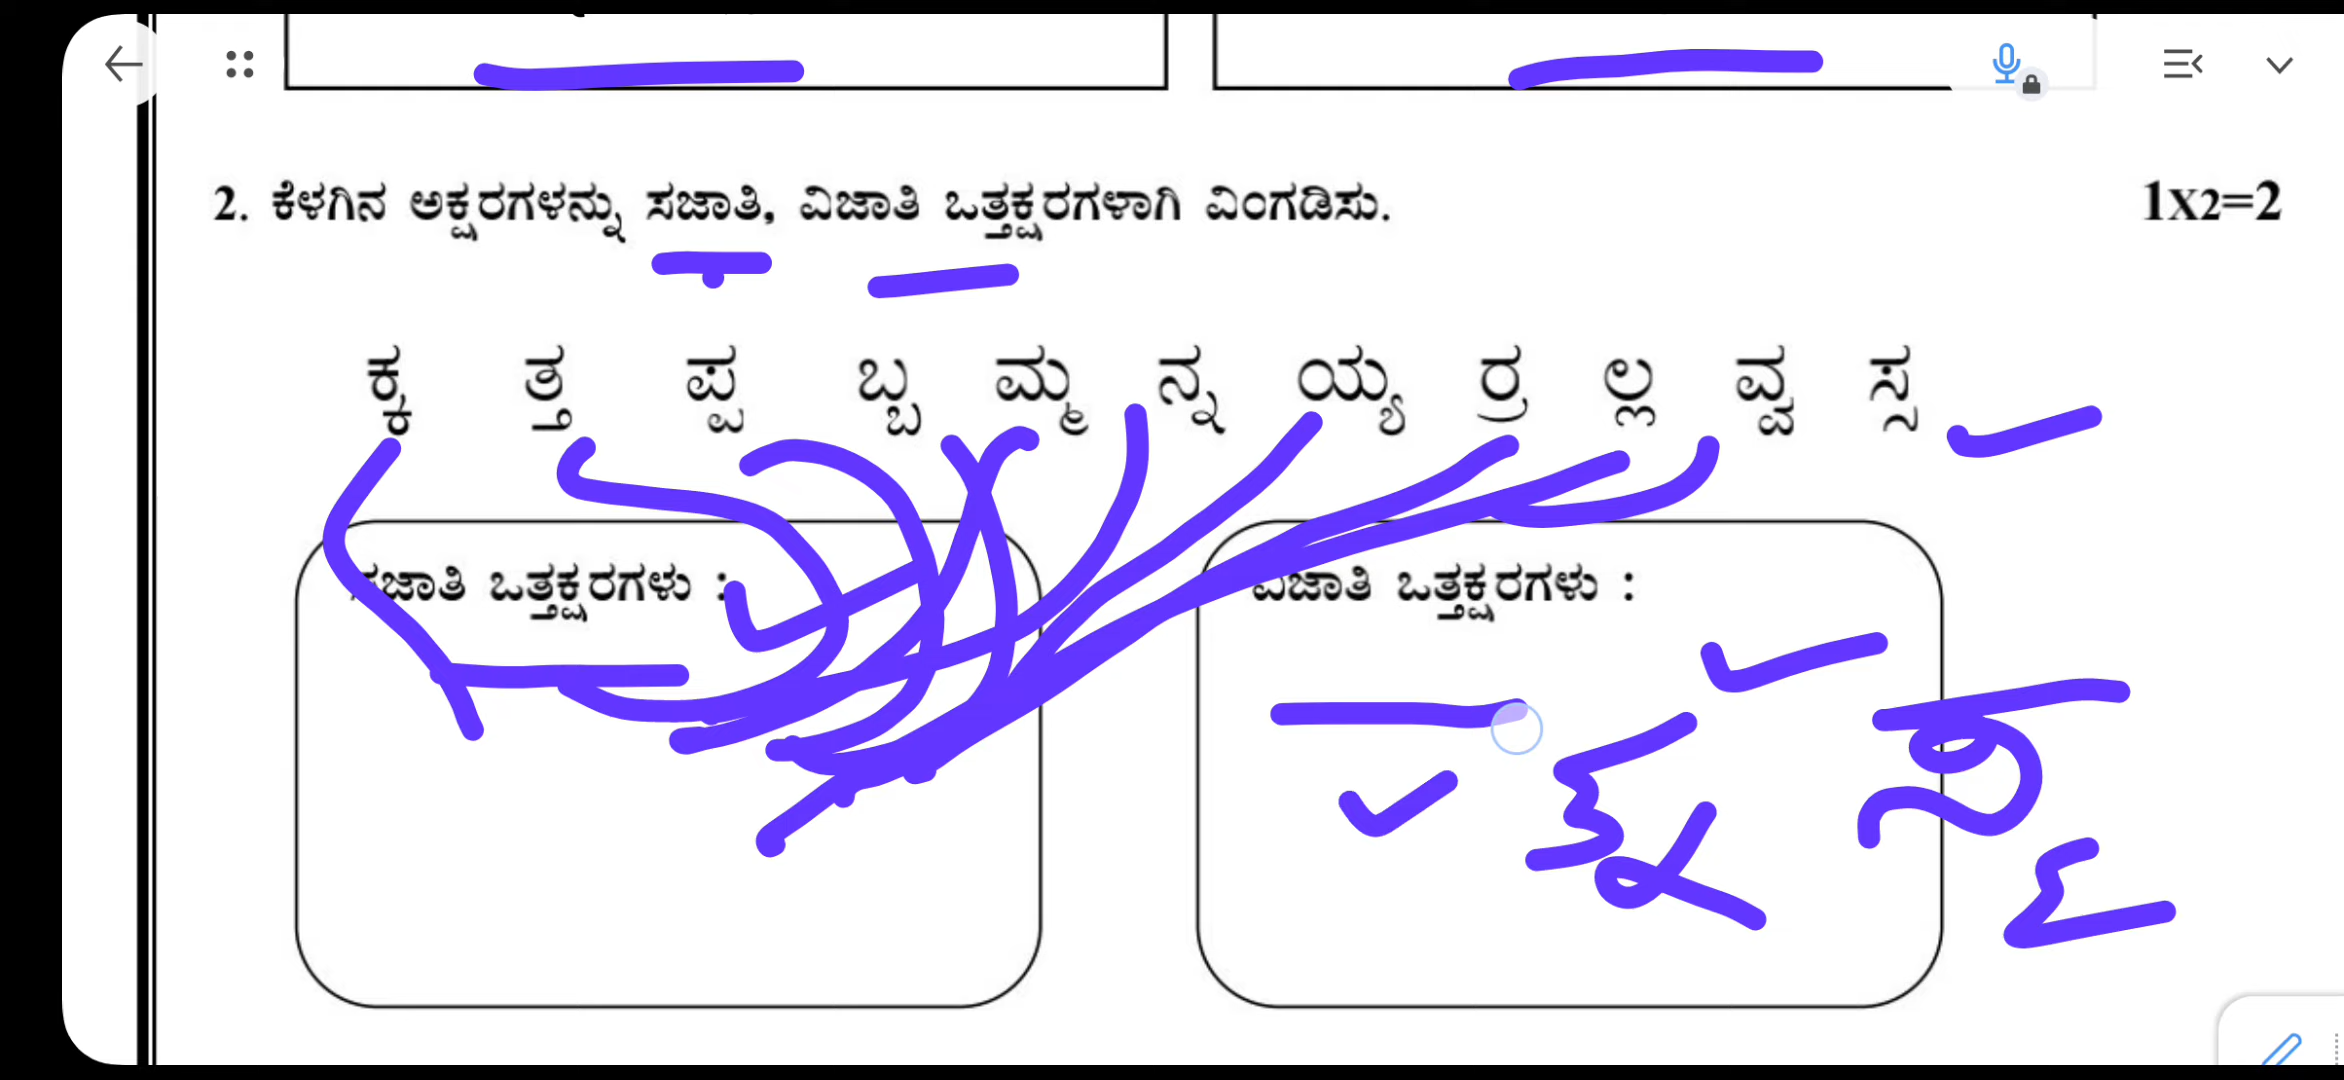 2. ಕೆಳಗಿನ ಅಕ್ಷರಗಳನ್ನು ಸಜಾತಿ, ವಿಜಾತಿ ಒತ್ತಕ್ಷರಗಳಾಗಿ ವಿಂಗಡಿಸು. 1X2=2
ಕ್ಕ ತ್ತ ಪ್ಪ ಬ್ಬ ಮ್ಮ ನ್ನ ಯ್ಯ ರ್ರ ಲ್ಲ ವ್ವ ಸ್ಸ
ಸಜಾತಿ ಒತ್ತಕ್ಷರಗಳು : ವಿಜಾತಿ ಒತ್ತಕ್ಷರಗಳು :